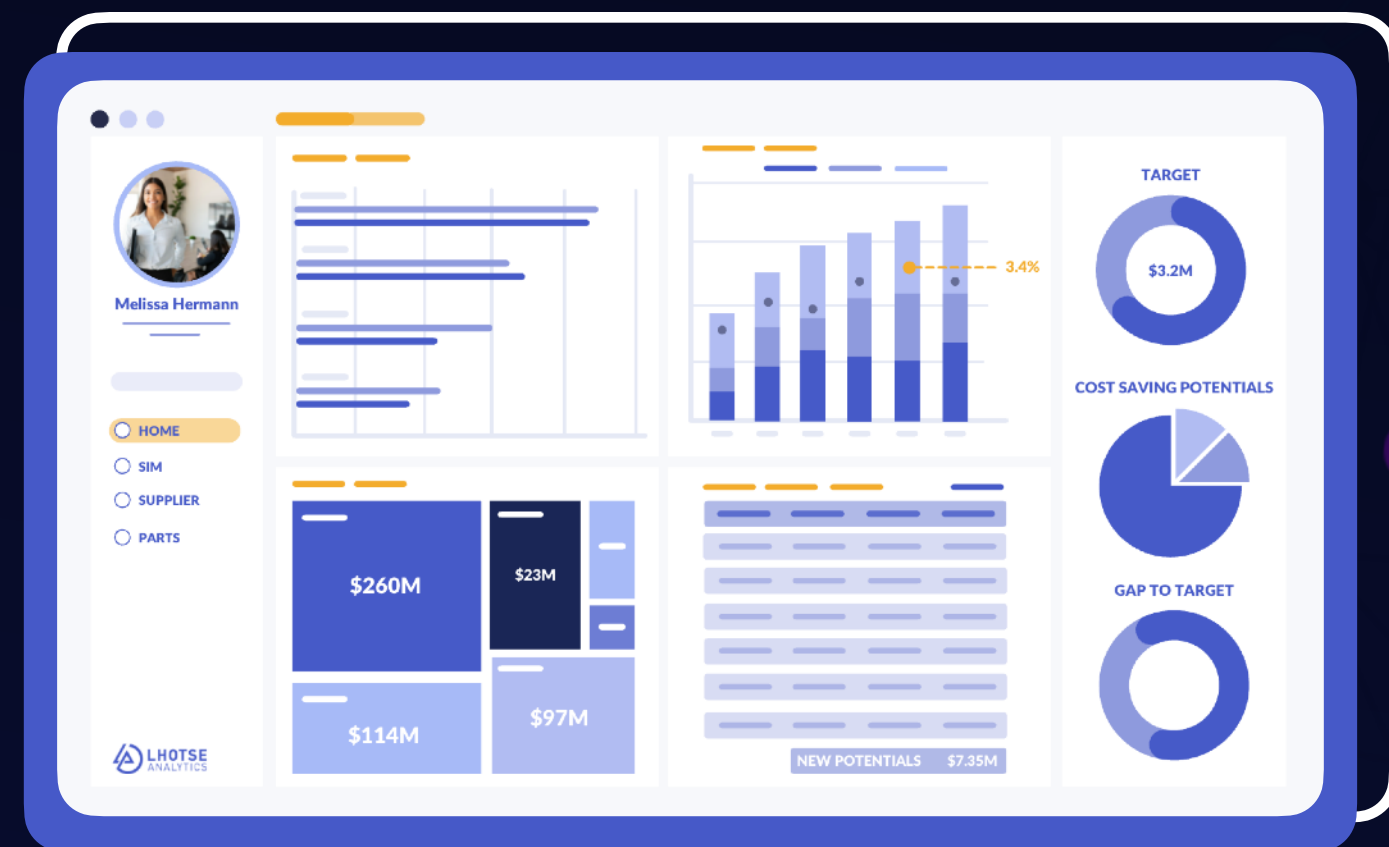 Melissa Hermann
HOME
SIM
SUPPLIER
PARTS
LHOTSE
ANALYTICS
3.4%
$260M
$23M
$114M
$97M
NEW POTENTIALS $7.35M
TARGET
$3.2M
COST SAVING POTENTIALS
GAP TO TARGET